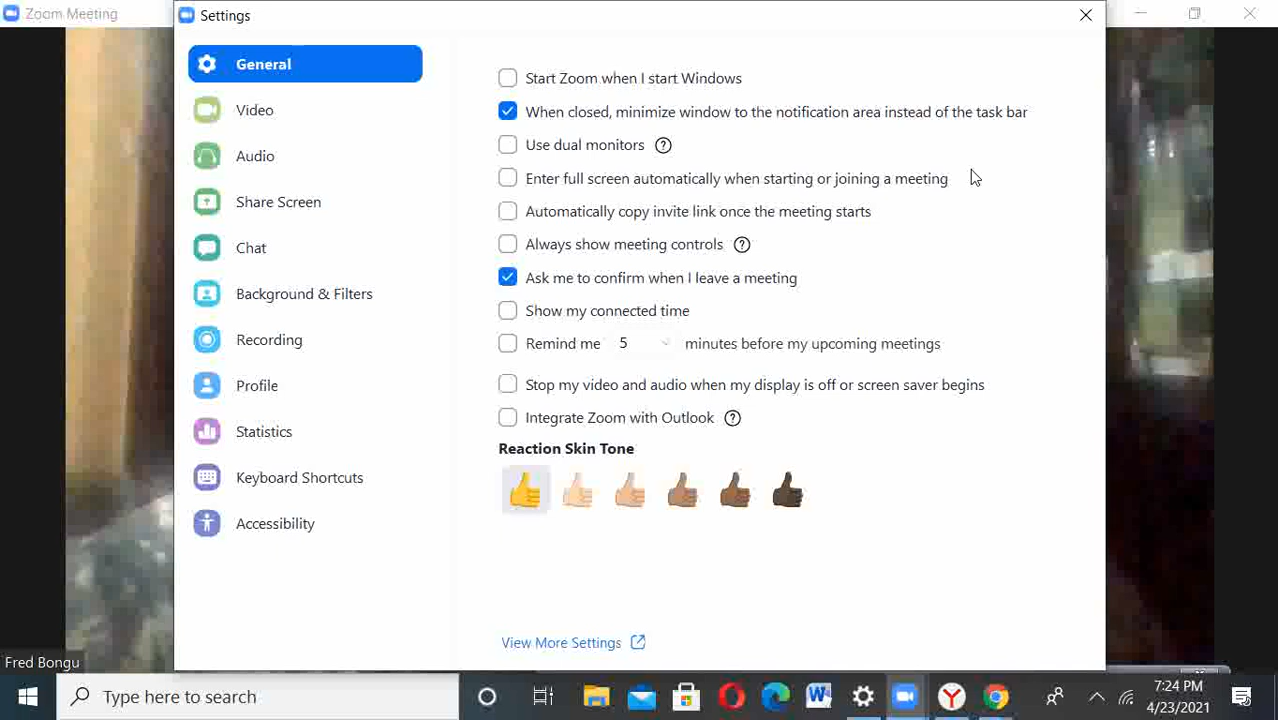 Zoom Meeting
Settings
General
Video
Audio
Share Screen
Chat
Background & Filters
Recording
Profile
Statistics
Keyboard Shortcuts
Accessibility
Start Zoom when I start Windows
When closed, minimize window to the notification area instead of the task bar
Use dual monitors ?
Enter full screen automatically when starting or joining a meeting
Automatically copy invite link once the meeting starts
Always show meeting controls ?
Ask me to confirm when I leave a meeting
Show my connected time
Remind me 5 minutes before my upcoming meetings
Stop my video and audio when my display is off or screen saver begins
Integrate Zoom with Outlook ?
Reaction Skin Tone
View More Settings
Fred Bongu
Type here to search
7:24 PM
4/23/2021